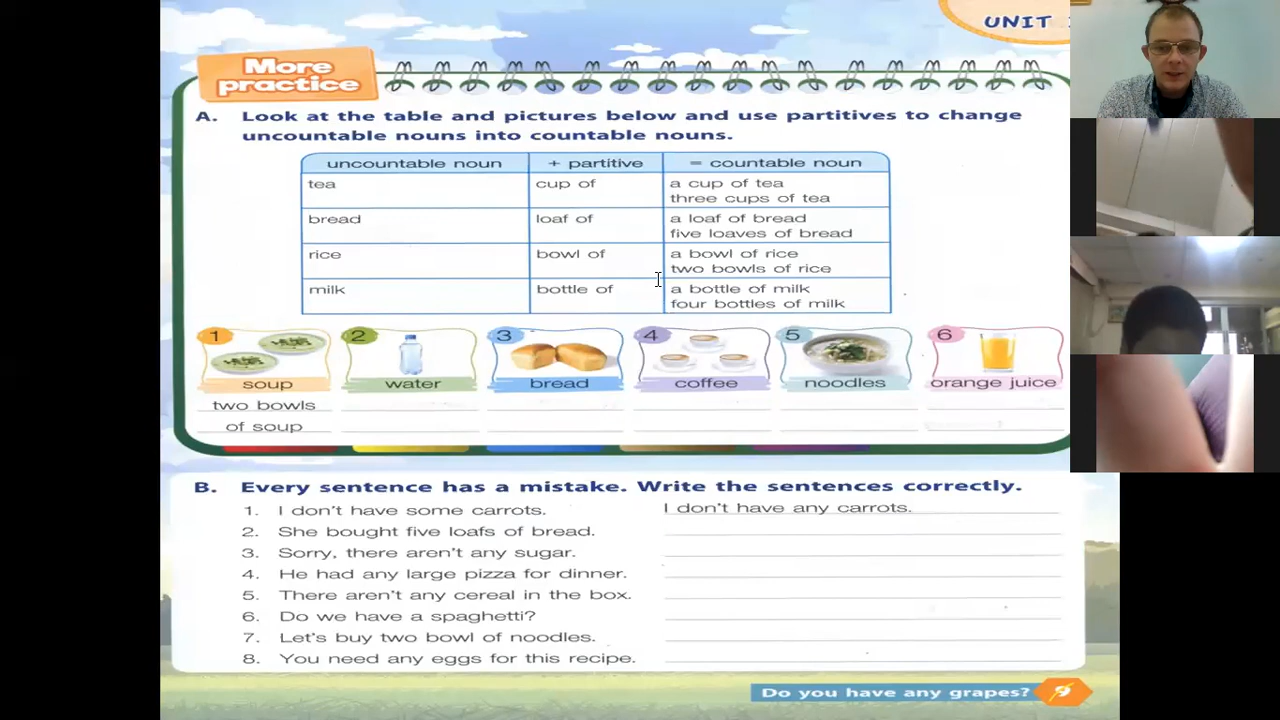 UNIT
More
practice
A. Look at the table and pictures below and use partitives to change
uncountable nouns into countable nouns.
uncountable noun + partitive = countable noun
tea cup of a cup of tea
three cups of tea
bread loaf of a loaf of bread
five loaves of bread
rice bowl of a bowl of rice
two bowls of rice
milk bottle of a bottle of milk
four bottles of milk
1 2 3 4 5 6
soup water bread coffee noodles orange juice
two bowls
of soup
B. Every sentence has a mistake. Write the sentences correctly.
1. I don't have some carrots. I don't have any carrots.
2. She bought five loafs of bread.
3. Sorry, there aren't any sugar.
4. He had any large pizza for dinner.
5. There aren't any cereal in the box.
6. Do we have a spaghetti?
7. Let's buy two bowl of noodles.
8. You need any eggs for this recipe.
Do you have any grapes? 9